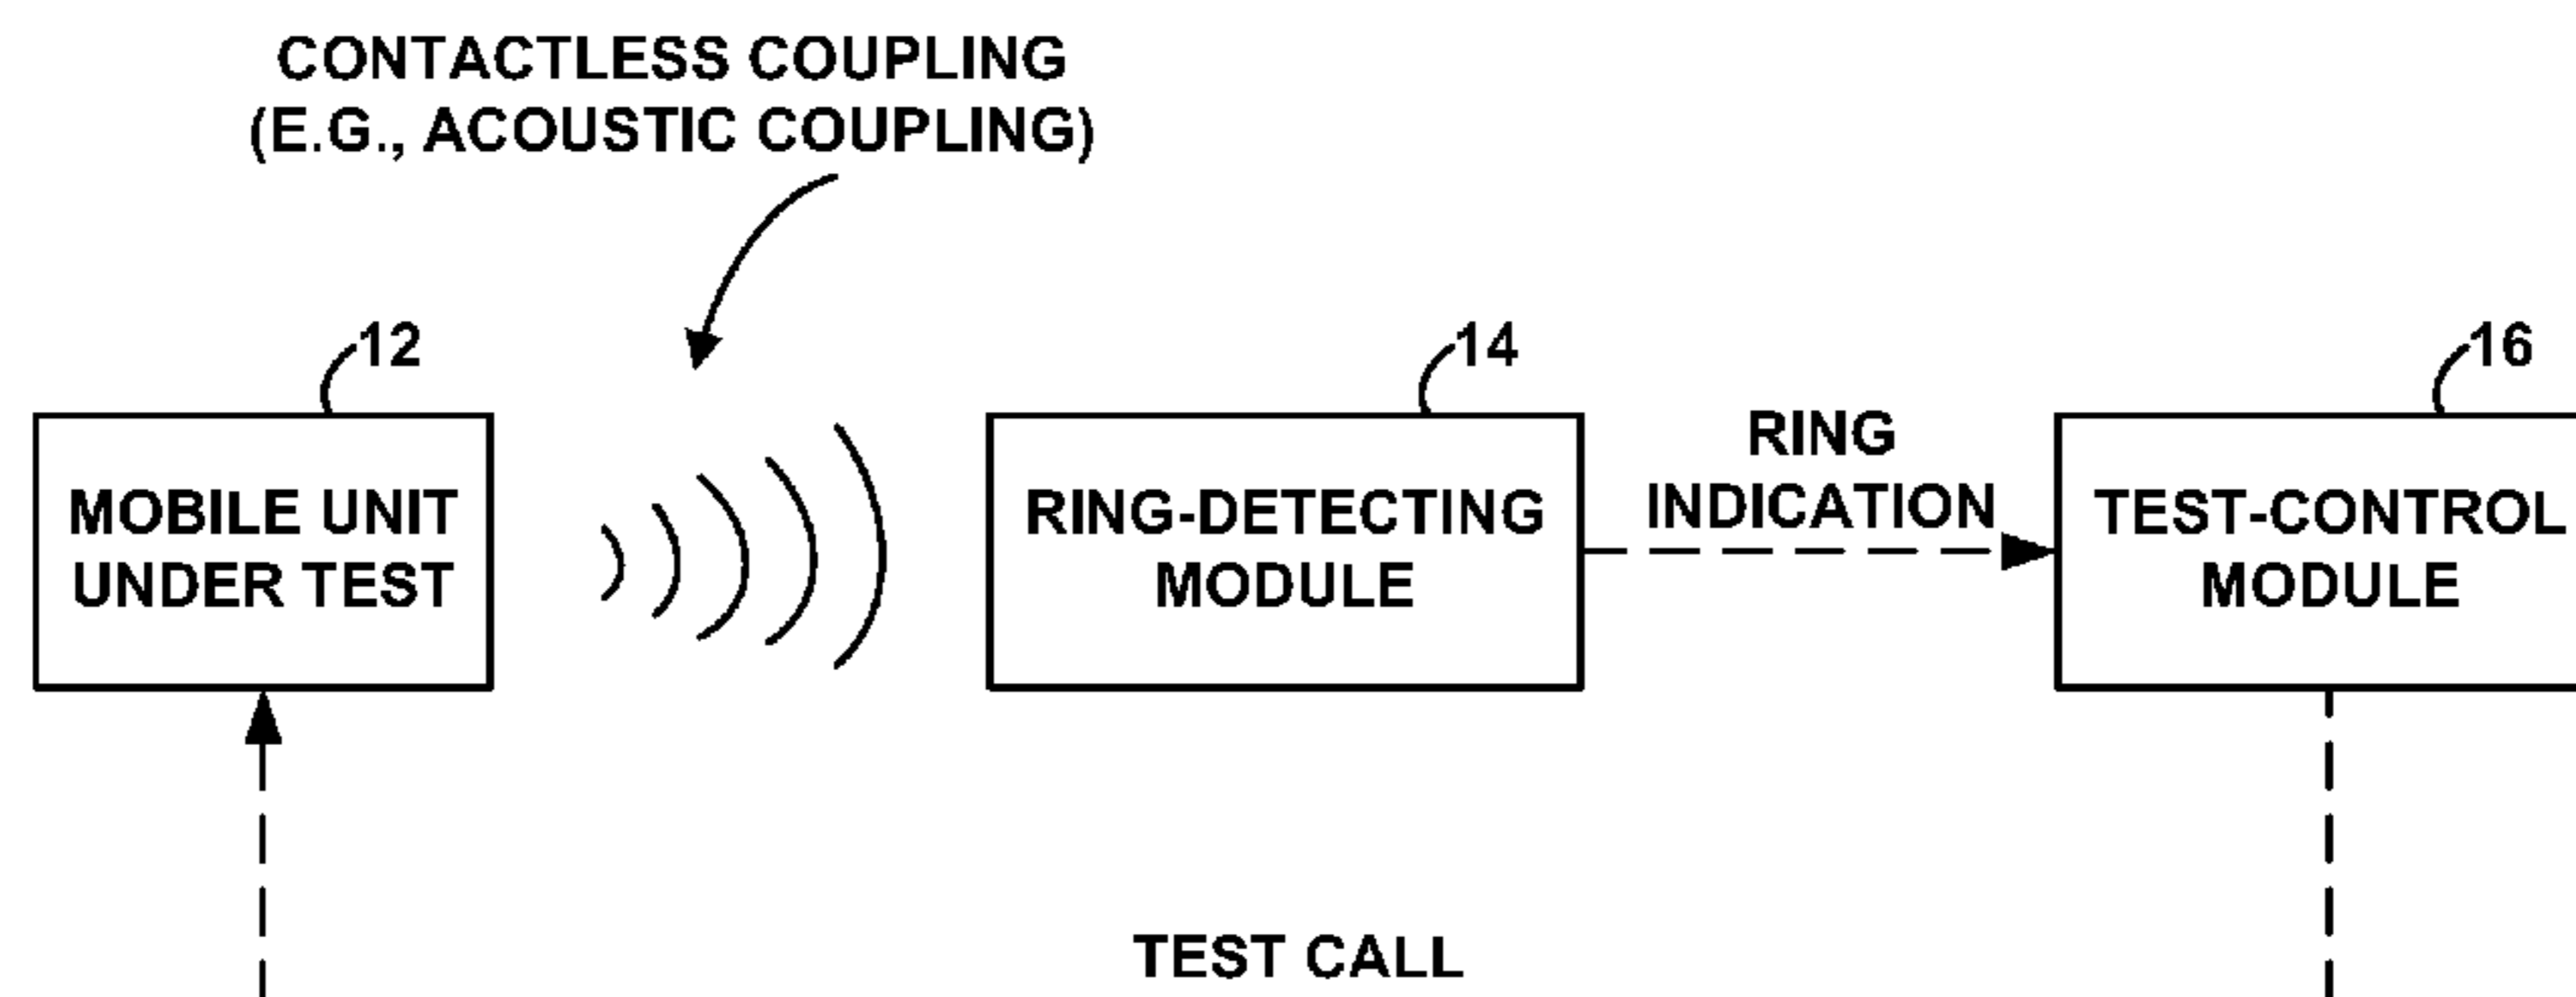 CONTACTLESS COUPLING
(E.G., ACOUSTIC COUPLING)
12
14
16
MOBILE UNIT
UNDER TEST
RING-DETECTING
MODULE
RING
INDICATION
TEST-CONTROL
MODULE
TEST CALL